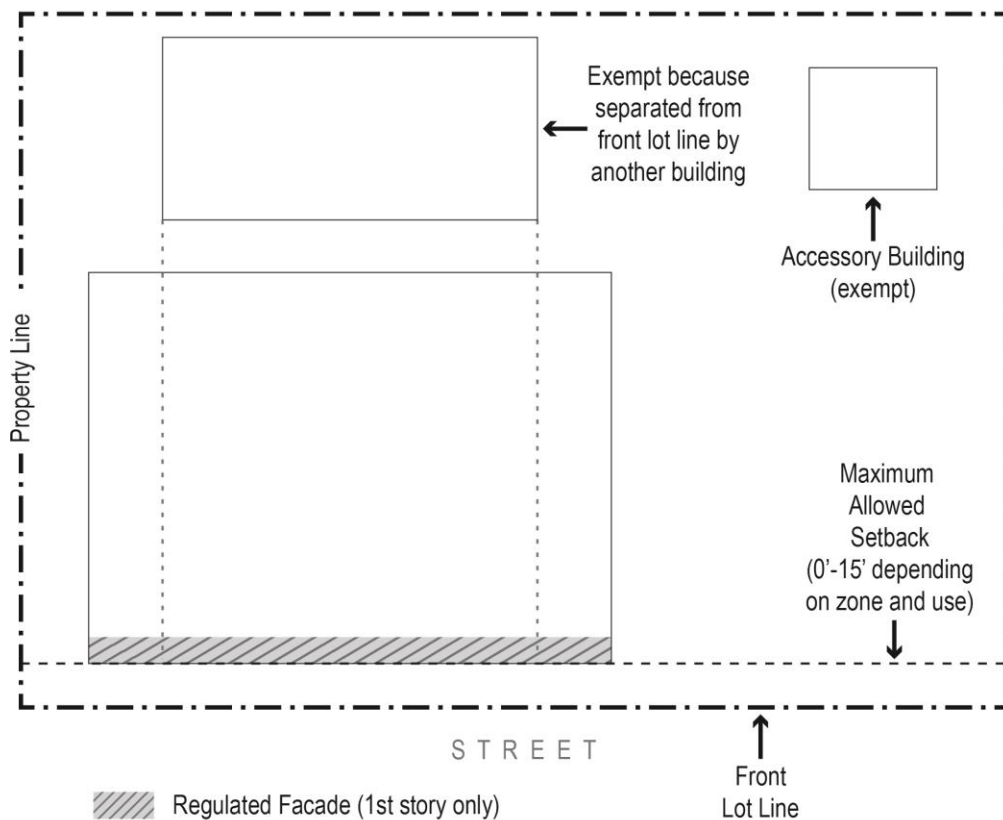 Exempt because
separated from
front lot line by
another building
Accessory Building
(exempt)
Property Line
Maximum
Allowed
Setback
(0'-15' depending
on zone and use)
STREET
Front
Lot Line
Regulated Facade (1st story only)